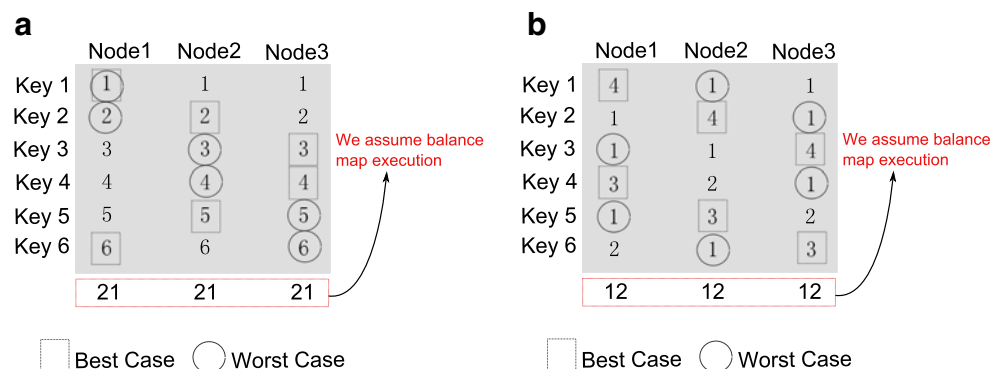 a
Node1 Node2 Node3
Key 1 1 1 1
Key 2 2 2 2
Key 3 3 3 3
Key 4 4 4 4
Key 5 5 5 5
Key 6 6 6 6
21 21 21
We assume balance
map execution
Best Case Worst Case
b
Node1 Node2 Node3
Key 1 4 1 1
Key 2 1 4 1
Key 3 1 1 4
Key 4 3 2 1
Key 5 1 3 2
Key 6 2 1 3
12 12 12
We assume balance
map execution
Best Case Worst Case